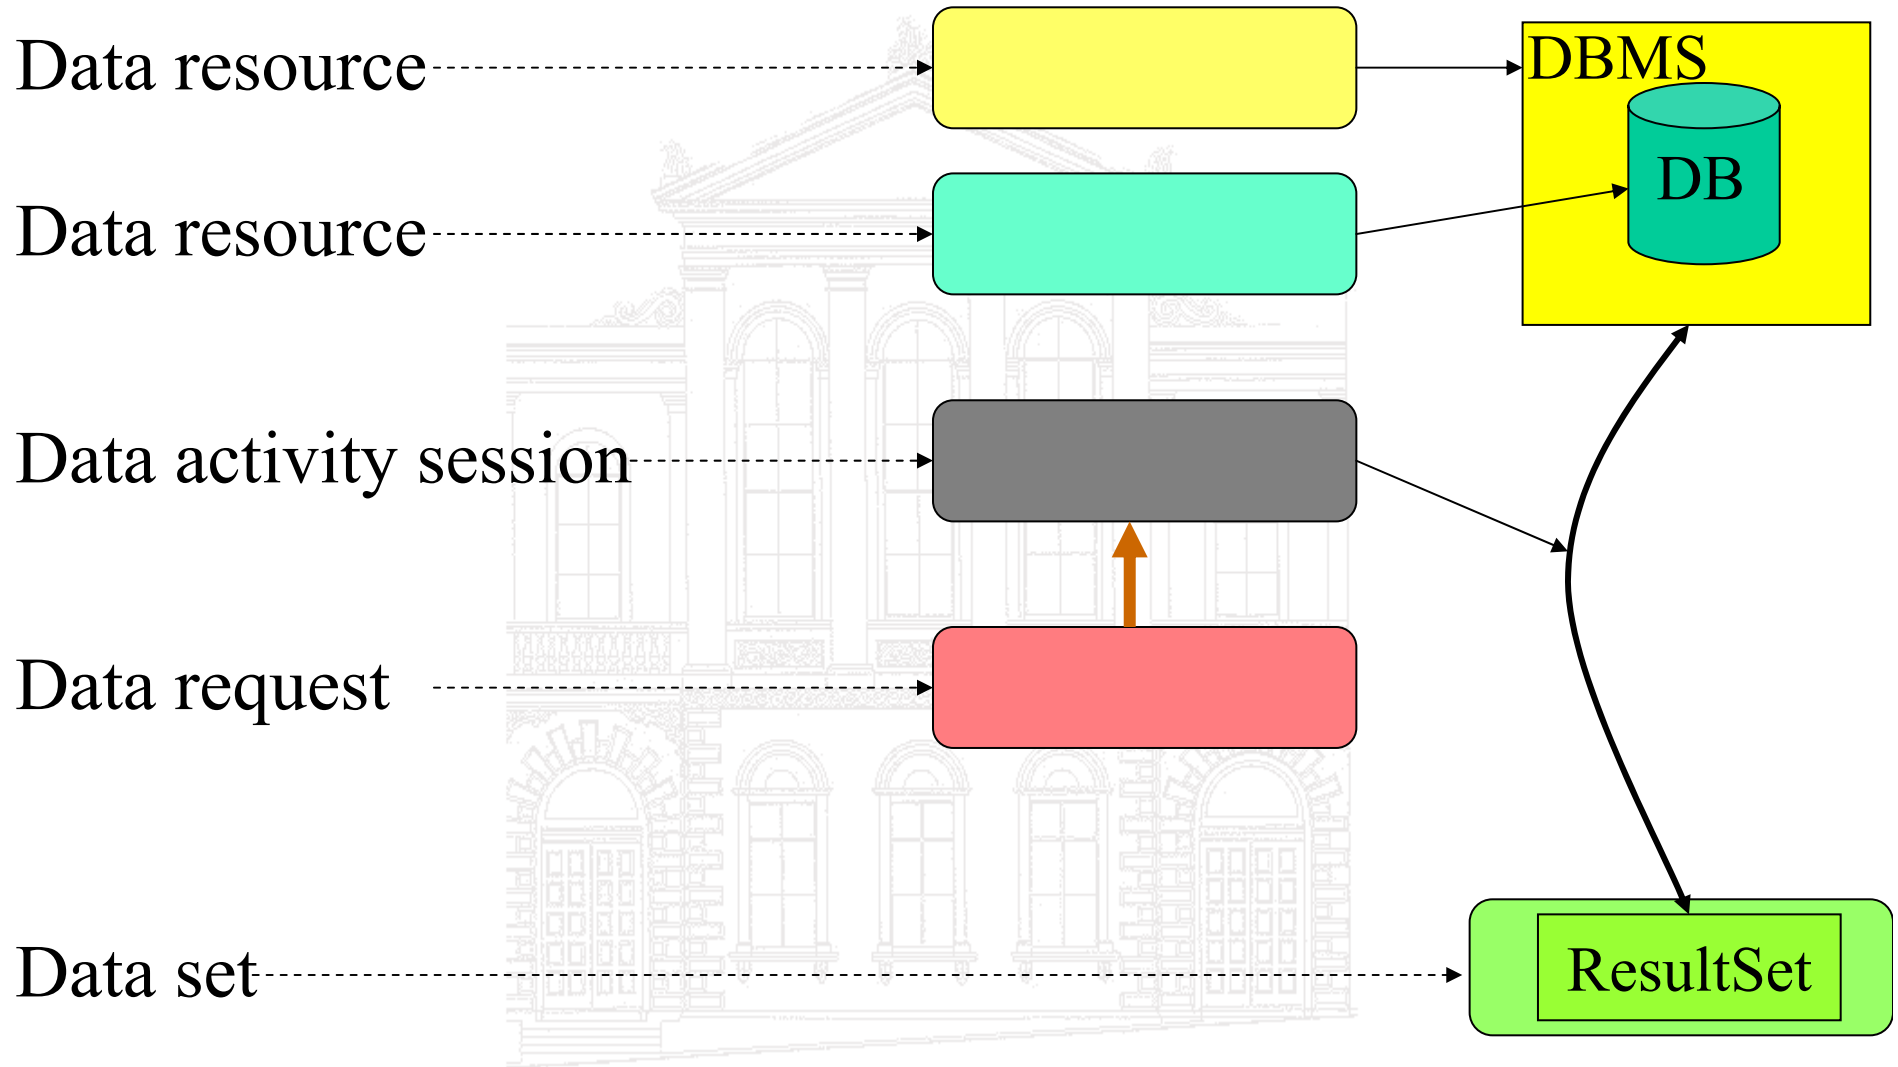 Data resource
DBMS
Data resource
DB
Data activity session
Data request
Data set
ResultSet